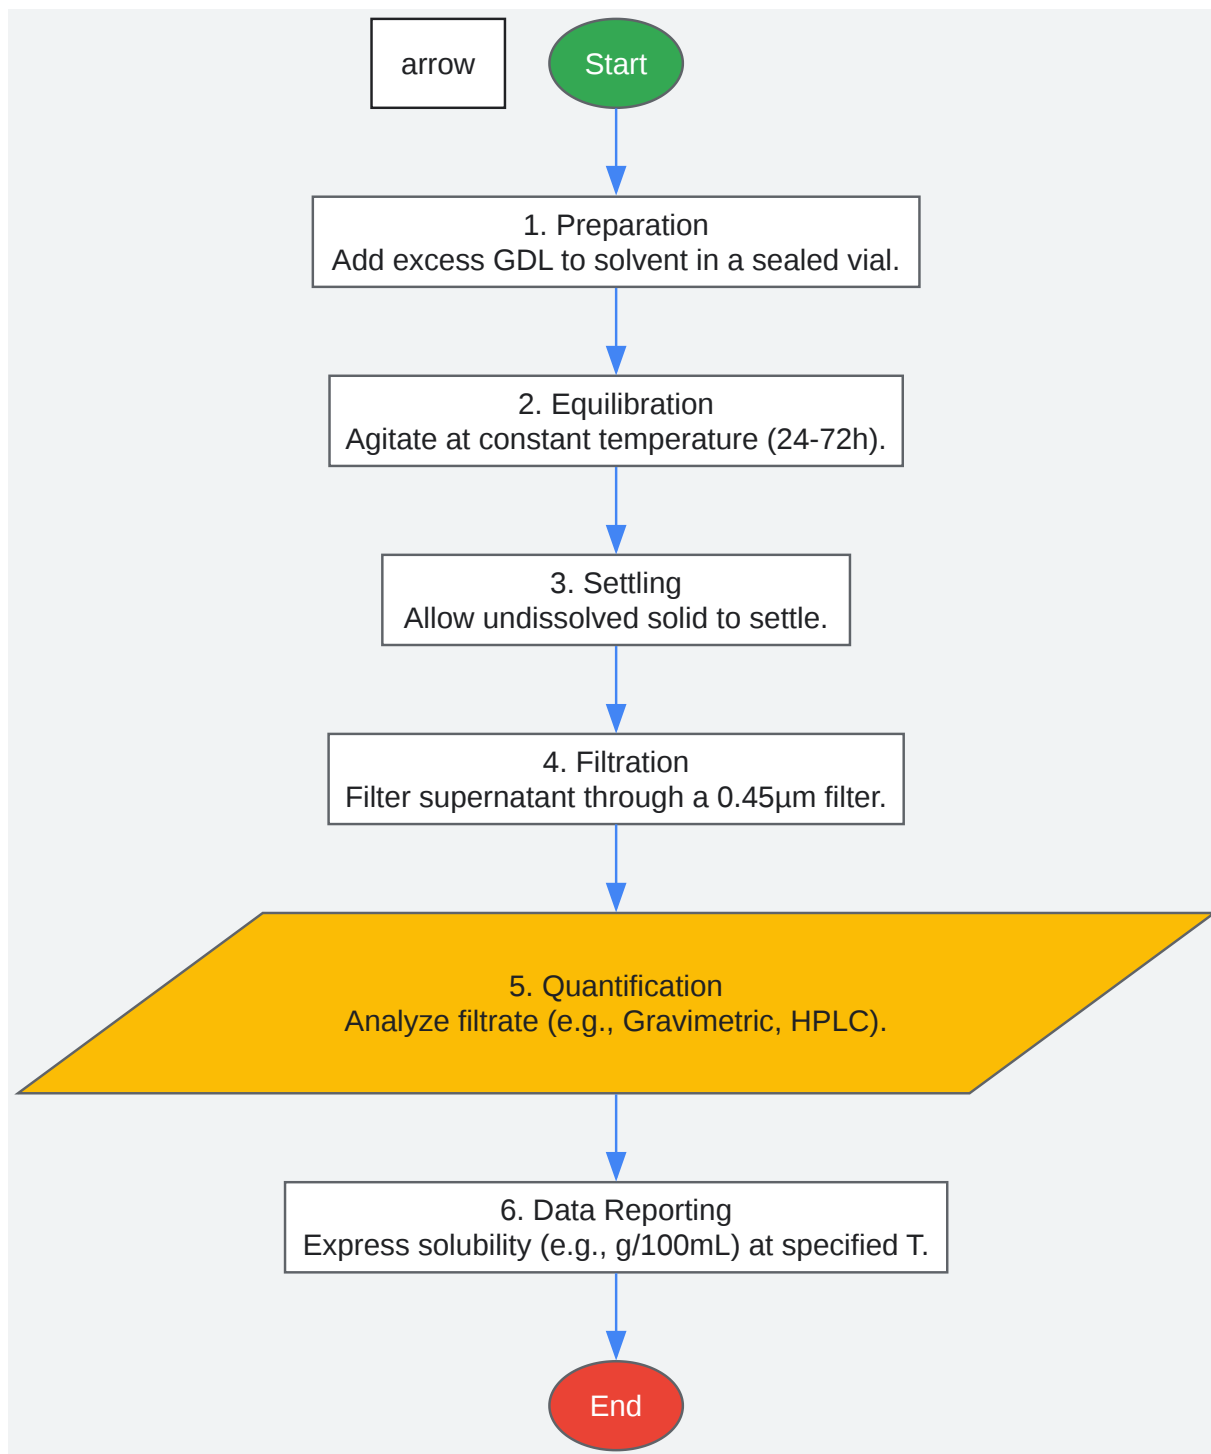 arrow
Start
1. Preparation
Add excess GDL to solvent in a sealed vial.
2. Equilibration
Agitate at constant temperature (24-72h).
3. Settling
Allow undissolved solid to settle.
4. Filtration
Filter supernatant through a 0.45µm filter.
5. Quantification
Analyze filtrate (e.g., Gravimetric, HPLC).
6. Data Reporting
Express solubility (e.g., g/100mL) at specified T.
End